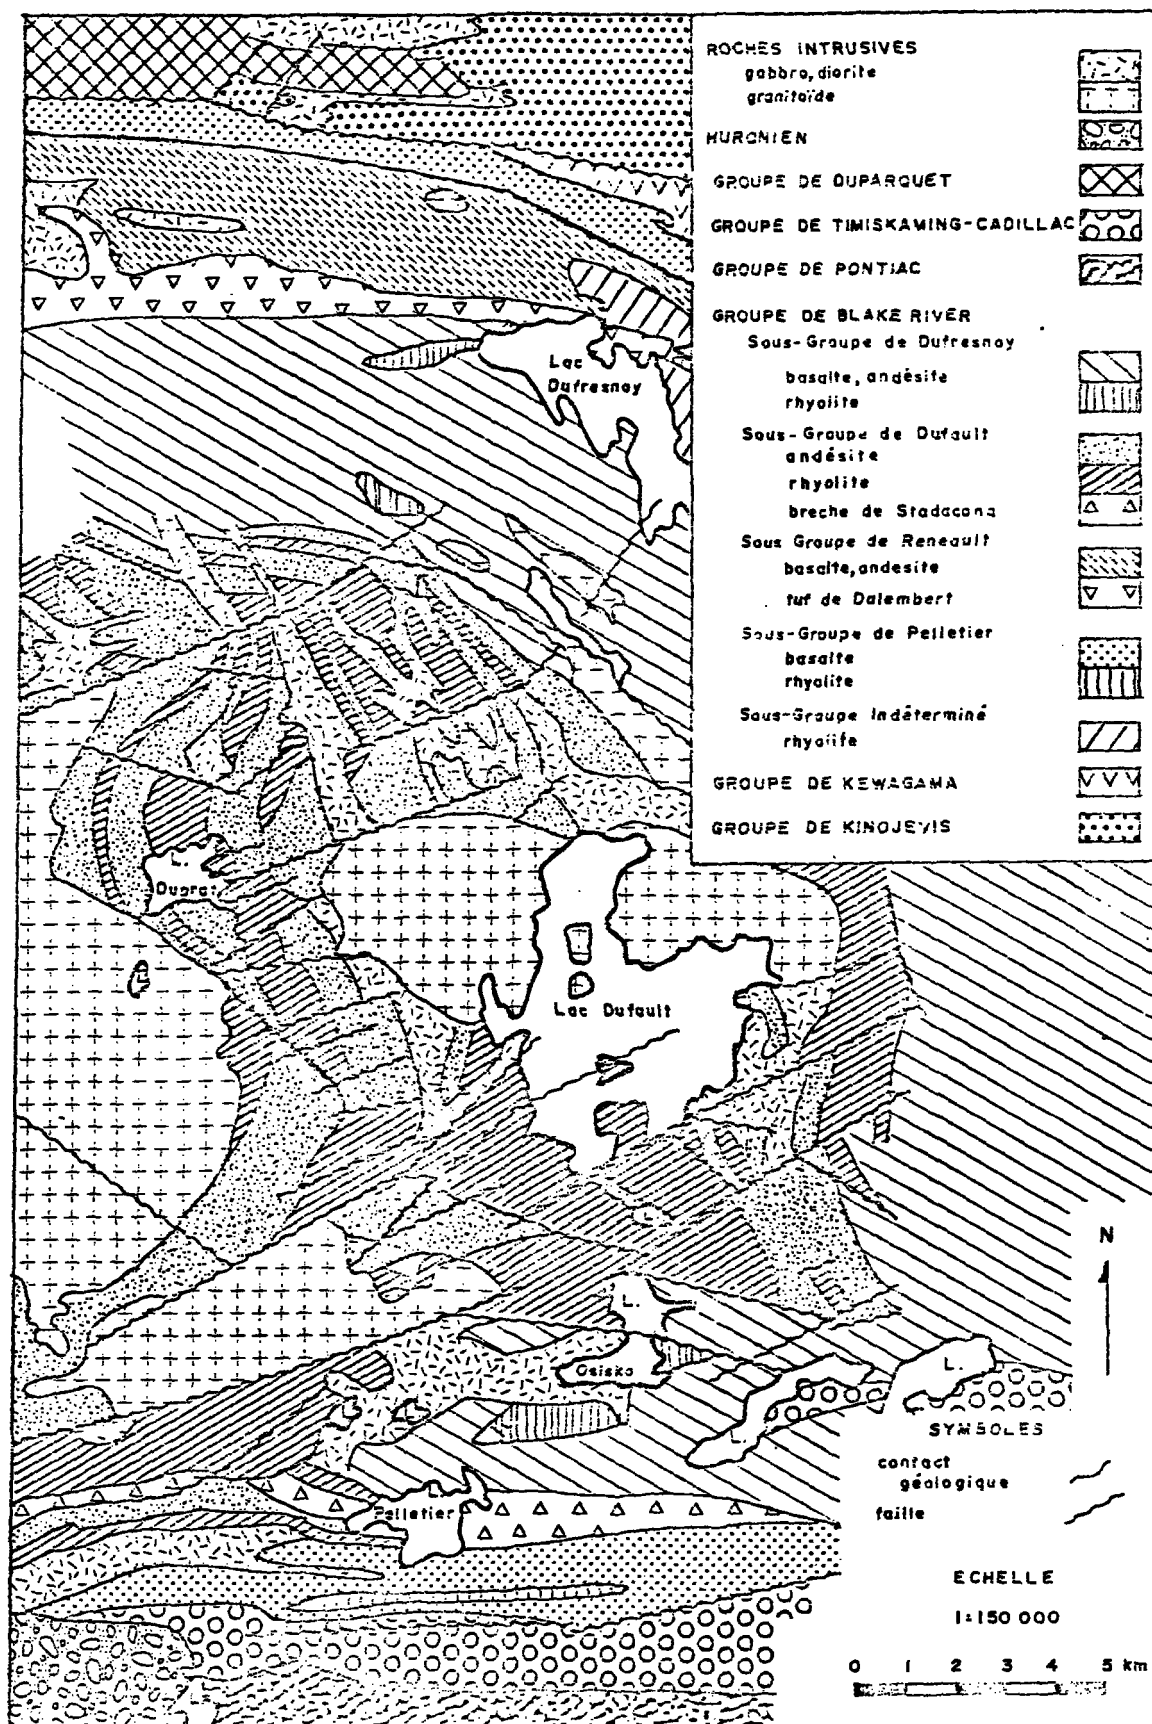 ROCHES INTRUSIVES
gabbro, diorite
granitoïde
HURONIEN
GROUPE DE DUPARQUET
GROUPE DE TIMISKAMING-CADILLAC
GROUPE DE PONTIAC
GROUPE DE BLAKE RIVER
Sous-Groupe de Dufresnoy
basalte, andésite
rhyolite
Sous-Groupe de Dufault
andésite
rhyolite
breche de Stadacona
Sous Groupe de Reneault
basalte, andesite
tuf de Dalembert
Sous-Groupe de Pelletier
basalte
rhyolite
Sous-Groupe Indéterminé
rhyolite
GROUPE DE KEWAGAMA
GROUPE DE KINOJEVIS
Lac
Dufresnoy
L.
Duprat
L.
Lac Dufault
L.
N
L.
Osisko
L.
L.
Pelletier
SYMBOLES
contact
géologique
faille
ECHELLE
1=150 000
0 1 2 3 4 5 km